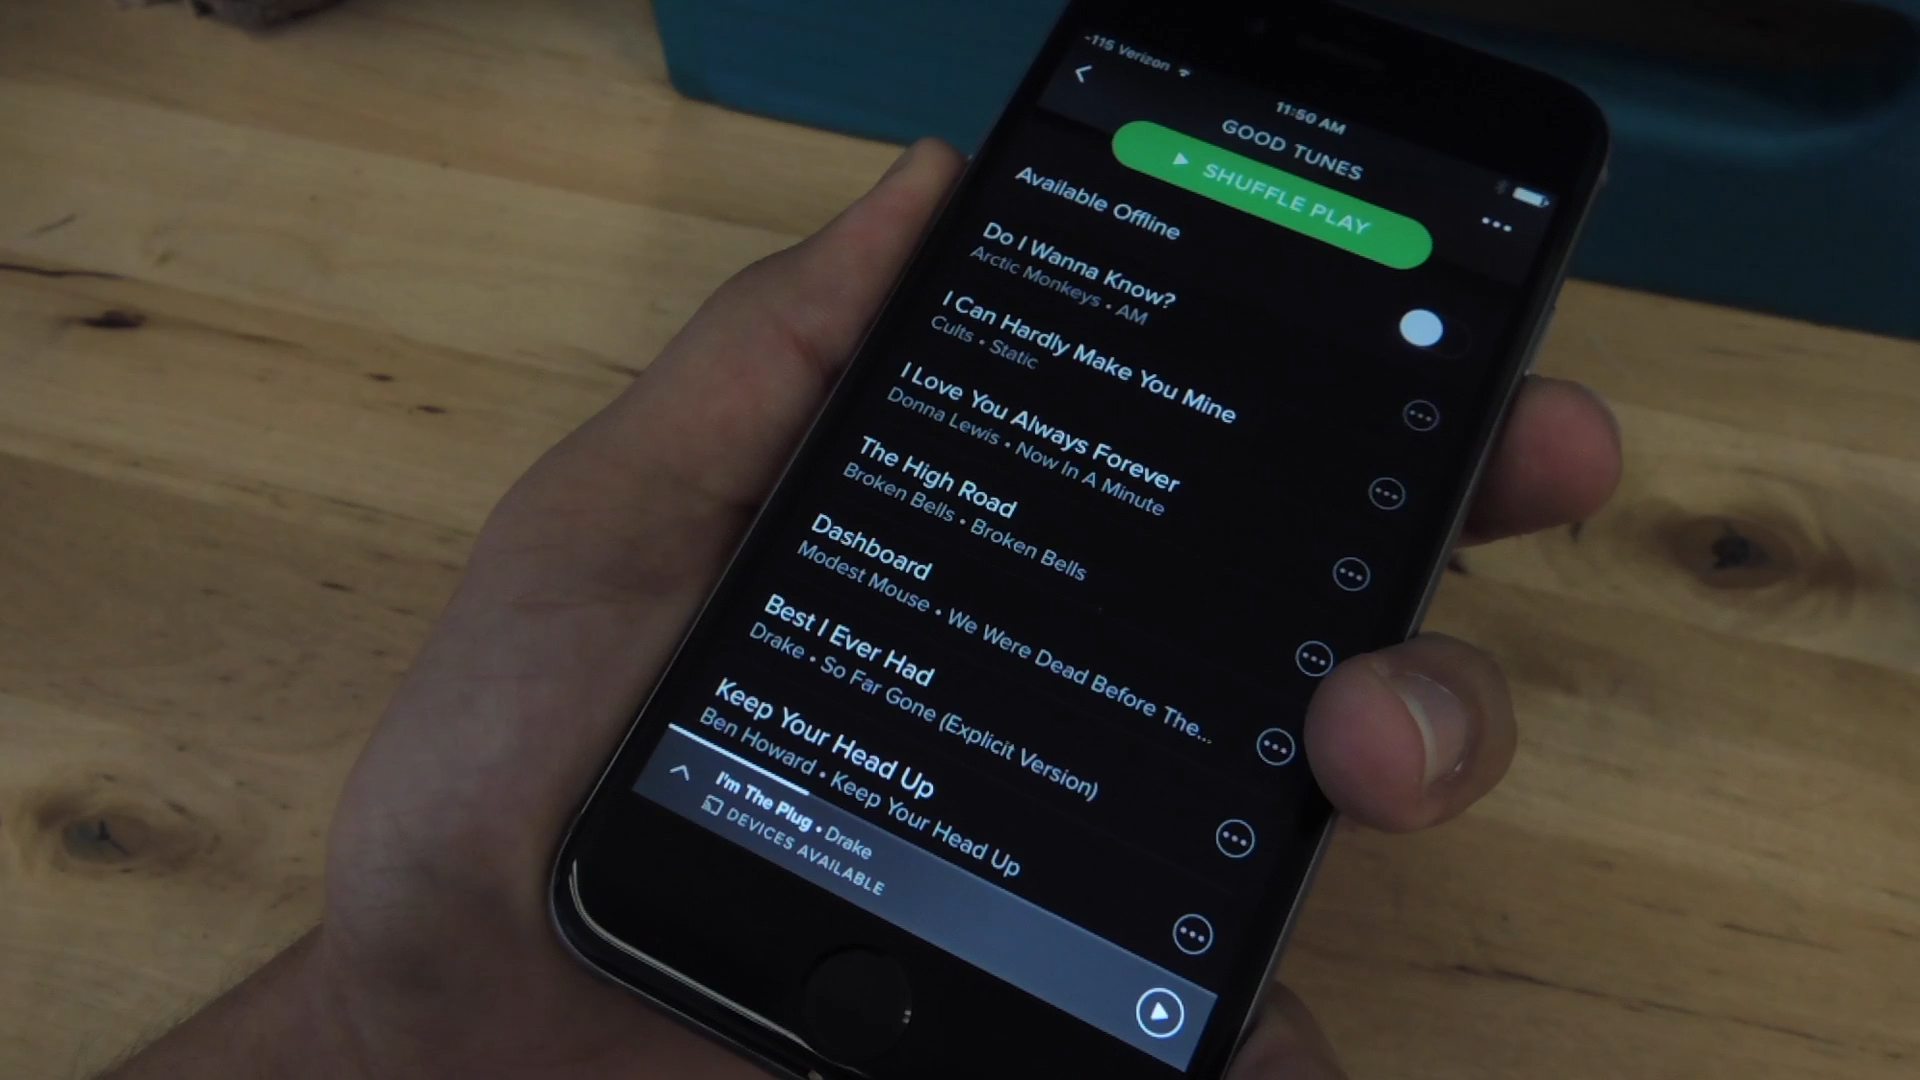 -115 Verizon
11:50 AM
GOOD TUNES
SHUFFLE PLAY
Available Offline
Do I Wanna Know?
Arctic Monkeys • AM
I Can Hardly Make You Mine
Cults • Static
I Love You Always Forever
Donna Lewis • Now In A Minute
The High Road
Broken Bells • Broken Bells
Dashboard
Modest Mouse • We Were Dead Before The...
Best I Ever Had
Drake • So Far Gone (Explicit Version)
Keep Your Head Up
Ben Howard • Keep Your Head Up
I'm The Plug • Drake
DEVICES AVAILABLE